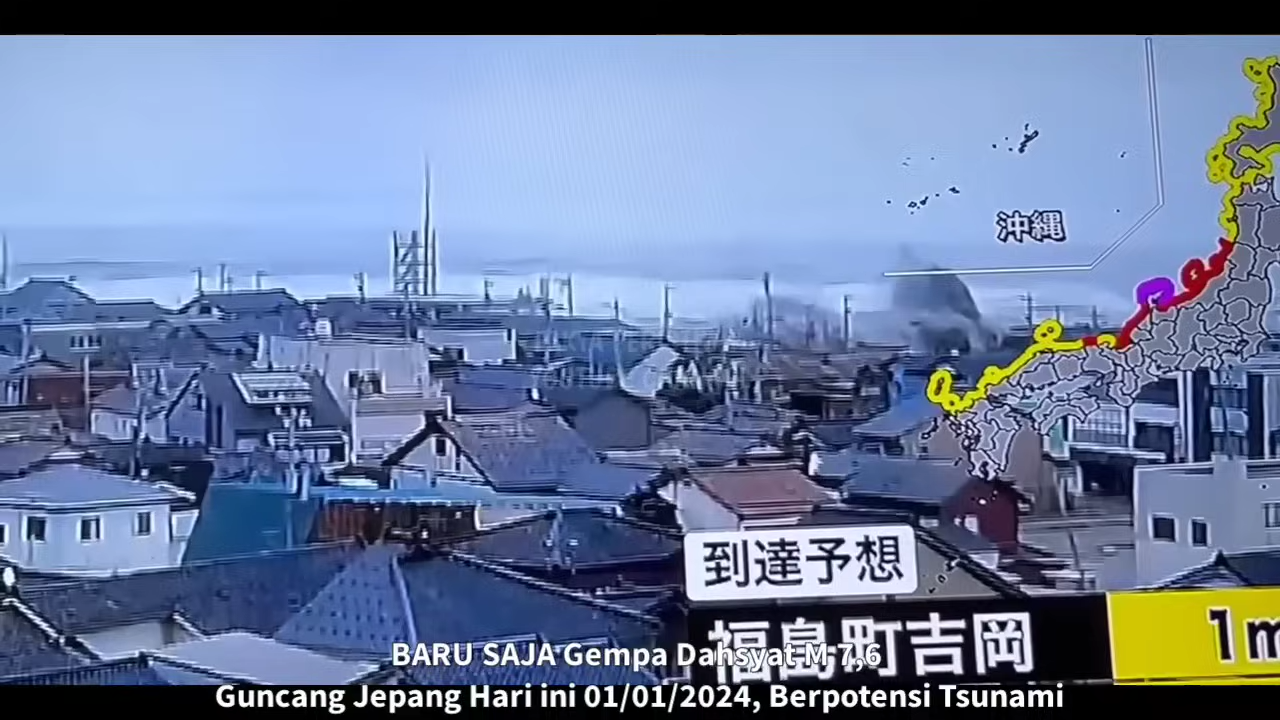 沖縄
到達予想
福島町吉岡
1m
BARU SAJA Gempa Dahsyat M 7,6
Guncang Jepang Hari ini 01/01/2024, Berpotensi Tsunami